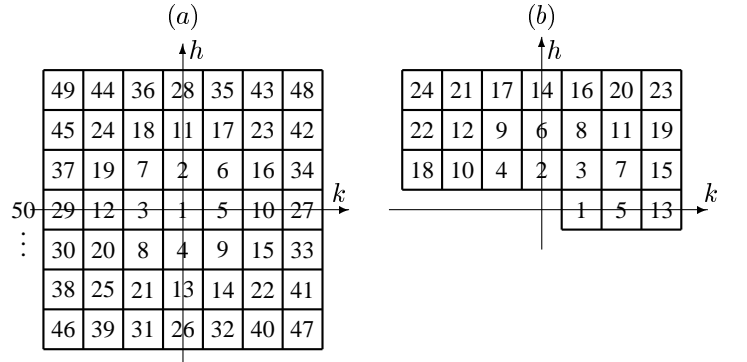 (a) (b)
h h
49 44 36 28 35 43 48 24 21 17 14 16 20 23
45 24 18 11 17 23 42 22 12 9 6 8 11 19
37 19 7 2 6 16 34 18 10 4 2 3 7 15
k k
50 29 12 3 1 5 10 27 1 5 13
⋮ 30 20 8 4 9 15 33
38 25 21 13 14 22 41
46 39 31 26 32 40 47